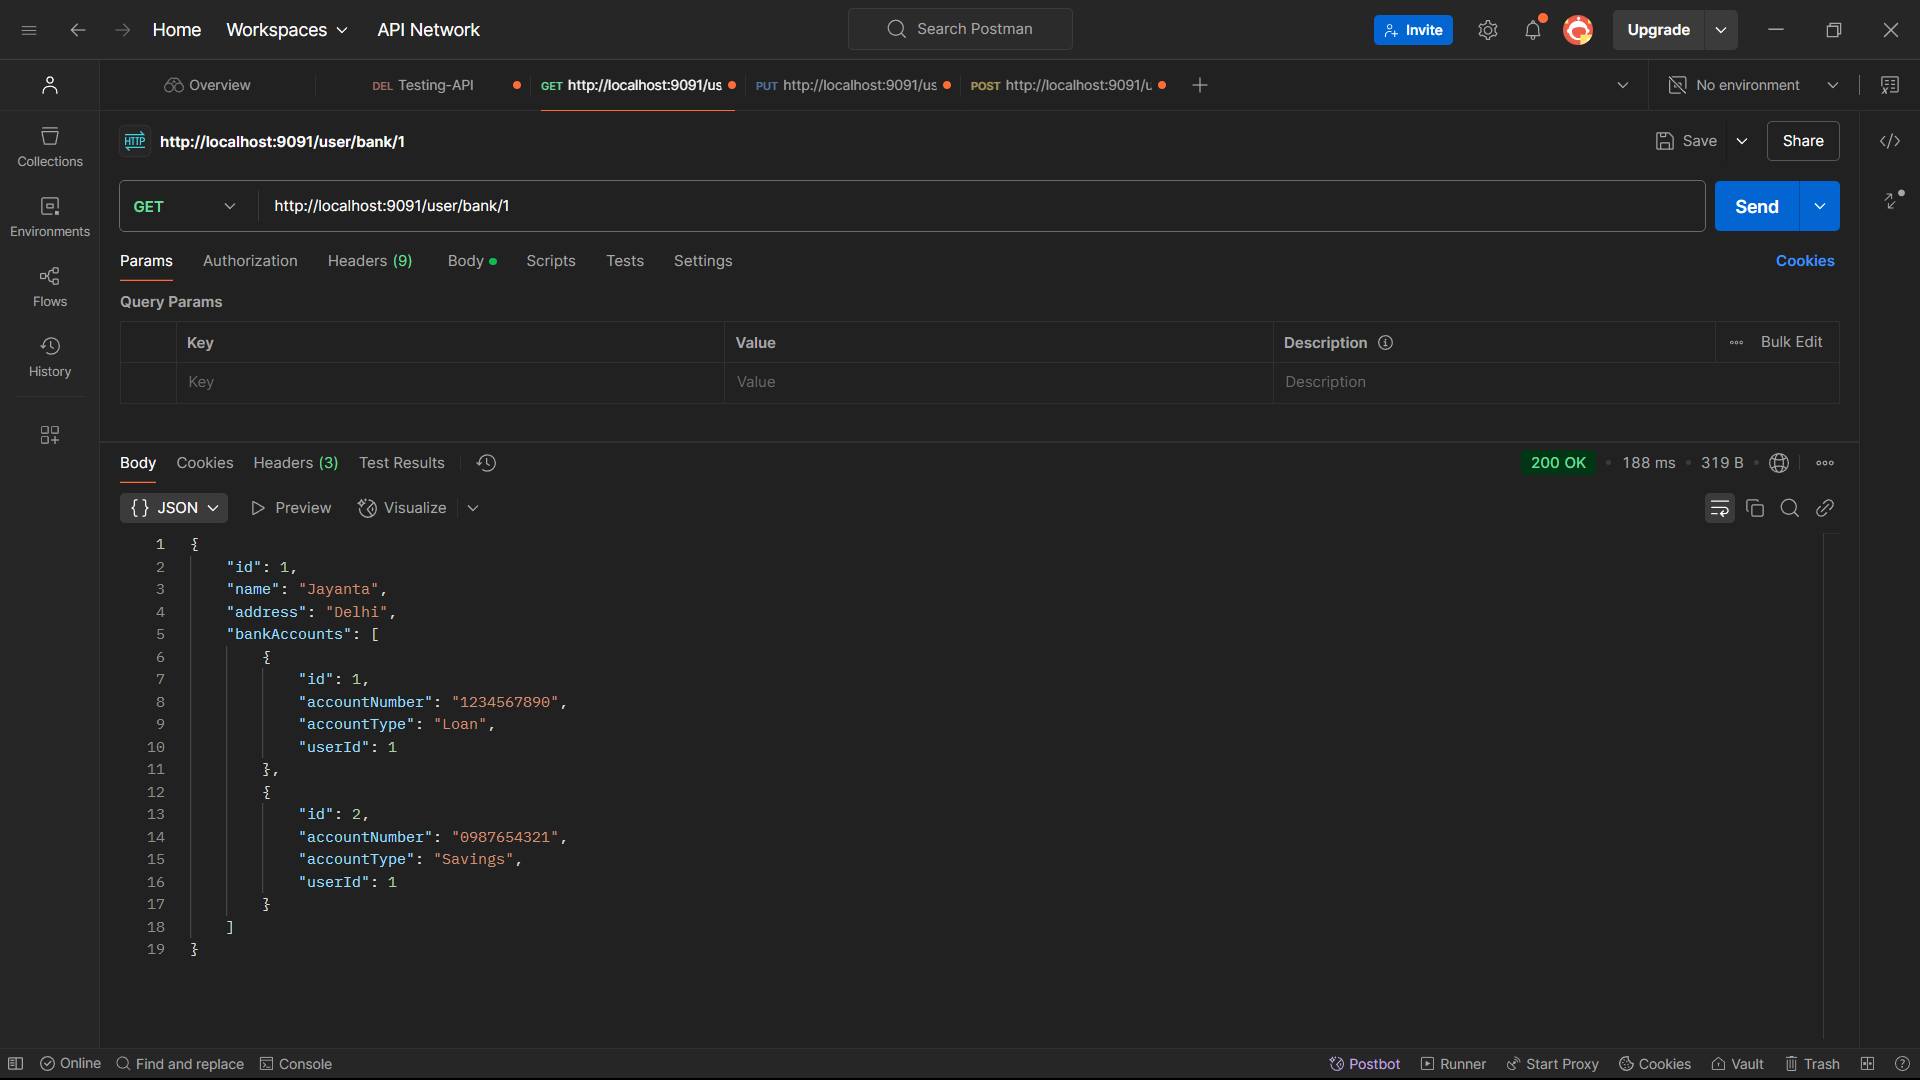 Home Workspaces API Network Search Postman Invite Upgrade
Overview DEL Testing-API GET http://localhost:9091/us PUT http://localhost:9091/us POST http://localhost:9091/u No environment
HTTP http://localhost:9091/user/bank/1 Save Share
Collections
Environments
Flows
History
GET http://localhost:9091/user/bank/1 Send
Params Authorization Headers (9) Body Scripts Tests Settings Cookies
Query Params
Key Value Description Bulk Edit
Key Value Description
Body Cookies Headers (3) Test Results 200 OK • 188 ms • 319 B •
{} JSON Preview Visualize
1 {
2 "id": 1,
3 "name": "Jayanta",
4 "address": "Delhi",
5 "bankAccounts": [
6 {
7 "id": 1,
8 "accountNumber": "1234567890",
9 "accountType": "Loan",
10 "userId": 1
11 },
12 {
13 "id": 2,
14 "accountNumber": "0987654321",
15 "accountType": "Savings",
16 "userId": 1
17 }
18 ]
19 }
Online Find and replace Console Postbot Runner Start Proxy Cookies Vault Trash